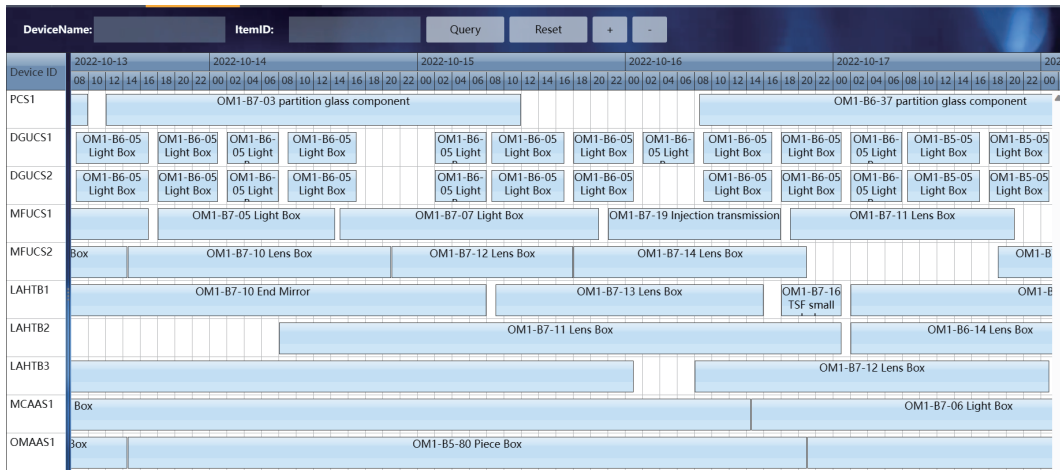 DeviceName: ItemID: Query Reset + -
Device ID 2022-10-13 2022-10-14 2022-10-15 2022-10-16 2022-10-17 202
08 10 12 14 16 18 20 22 00 02 04 06 08 10 12 14 16 18 20 22 00 02 04 06 08 10 12 14 16 18 20 22 00 02 04 06 08 10 12 14 16 18 20 22 00 02 04 06 08 10 12 14 16 18 20 22 00
PCS1 OM1-B7-03 partition glass component OM1-B6-37 partition glass component
DGUCS1 OM1-B6-05 OM1-B6-05 OM1-B6- OM1-B6-05 OM1-B6- OM1-B6-05 OM1-B6-05 OM1-B6- OM1-B6-05 OM1-B6-05 OM1-B6- OM1-B5-05 OM1-B5-05
Light Box Light Box 05 Light Light Box 05 Light Light Box Light Box 05 Light Light Box Light Box 05 Light Light Box Light Box
DGUCS2 OM1-B6-05 OM1-B6-05 OM1-B6- OM1-B6-05 OM1-B6- OM1-B6-05 OM1-B6-05 OM1-B6-05 OM1-B6-05 OM1-B6- OM1-B5-05 OM1-B5-05
Light Box Light Box 05 Light Light Box 05 Light Light Box Light Box Light Box Light Box 05 Light Light Box Light Box
MFUCS1 OM1-B7-05 Light Box OM1-B7-07 Light Box OM1-B7-19 Injection transmission OM1-B7-11 Lens Box
MFUCS2 Box OM1-B7-10 Lens Box OM1-B7-12 Lens Box OM1-B7-14 Lens Box OM1-B
LAHTB1 OM1-B7-10 End Mirror OM1-B7-13 Lens Box OM1-B7-16 OM1-B
TSF small
LAHTB2 OM1-B7-11 Lens Box OM1-B6-14 Lens Box
LAHTB3 OM1-B7-12 Lens Box
MCAAS1 Box OM1-B7-06 Light Box
OMAAS1 Box OM1-B5-80 Piece Box